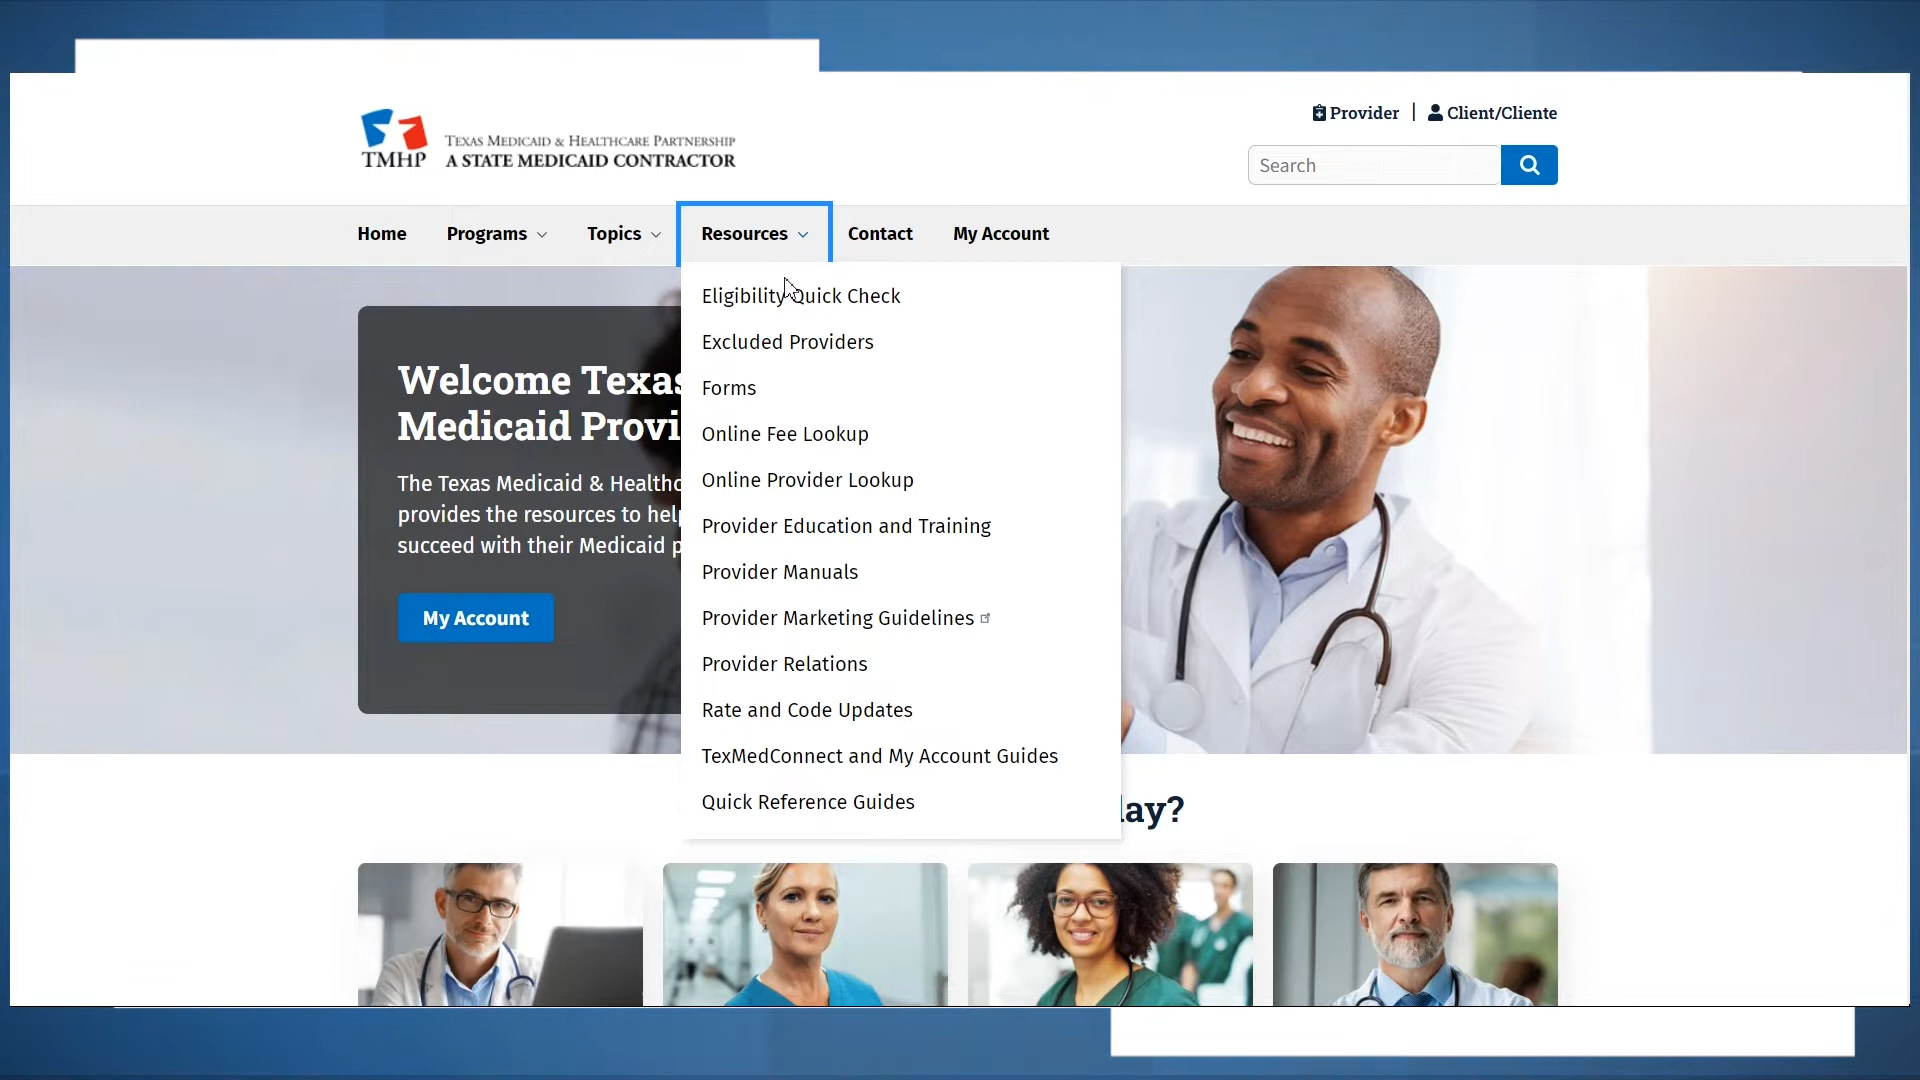 Provider | Client/Cliente
TMHP
TEXAS MEDICAID & HEALTHCARE PARTNERSHIP
A STATE MEDICAID CONTRACTOR
Search
Home Programs Topics Resources Contact My Account
Eligibility Quick Check
Excluded Providers
Forms
Online Fee Lookup
Online Provider Lookup
Provider Education and Training
Provider Manuals
Provider Marketing Guidelines
Provider Relations
Rate and Code Updates
TexMedConnect and My Account Guides
Quick Reference Guides
Welcome Texas
Medicaid Provi
The Texas Medicaid & Healthc
provides the resources to help
succeed with their Medicaid p
My Account
ay?